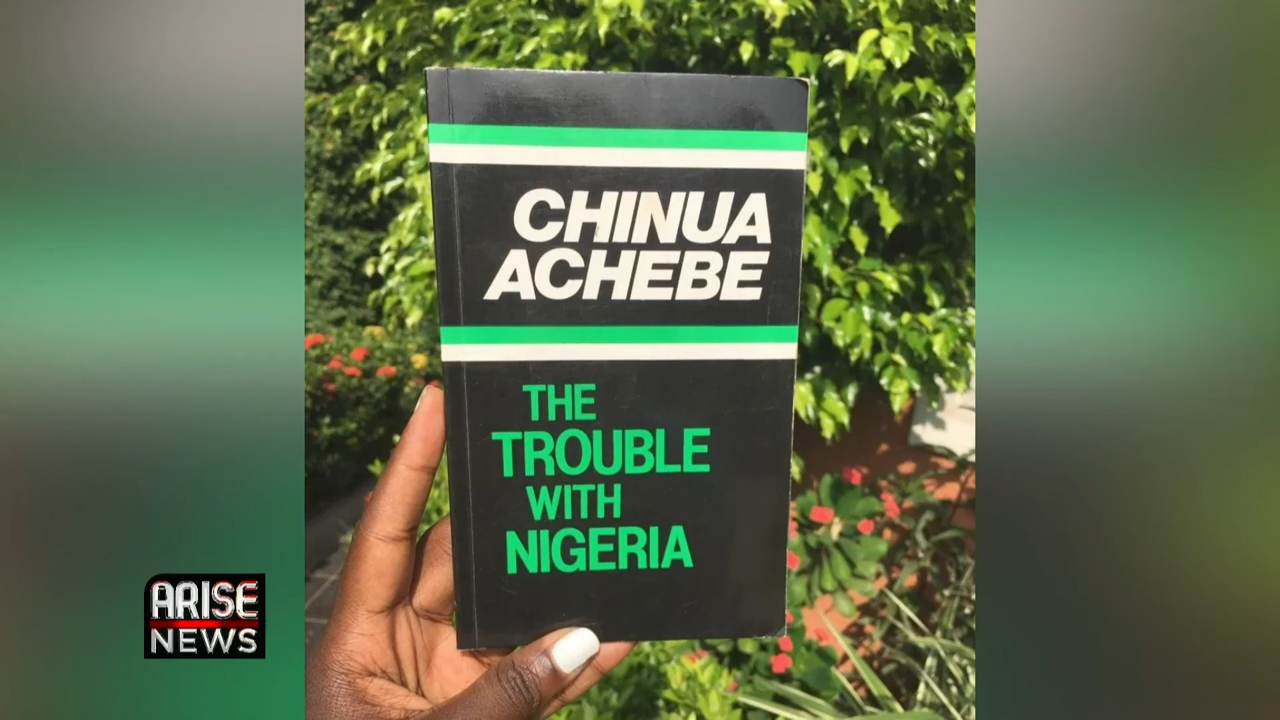 CHINUA
ACHEBE
THE
TROUBLE
WITH
NIGERIA
ARISE
NEWS